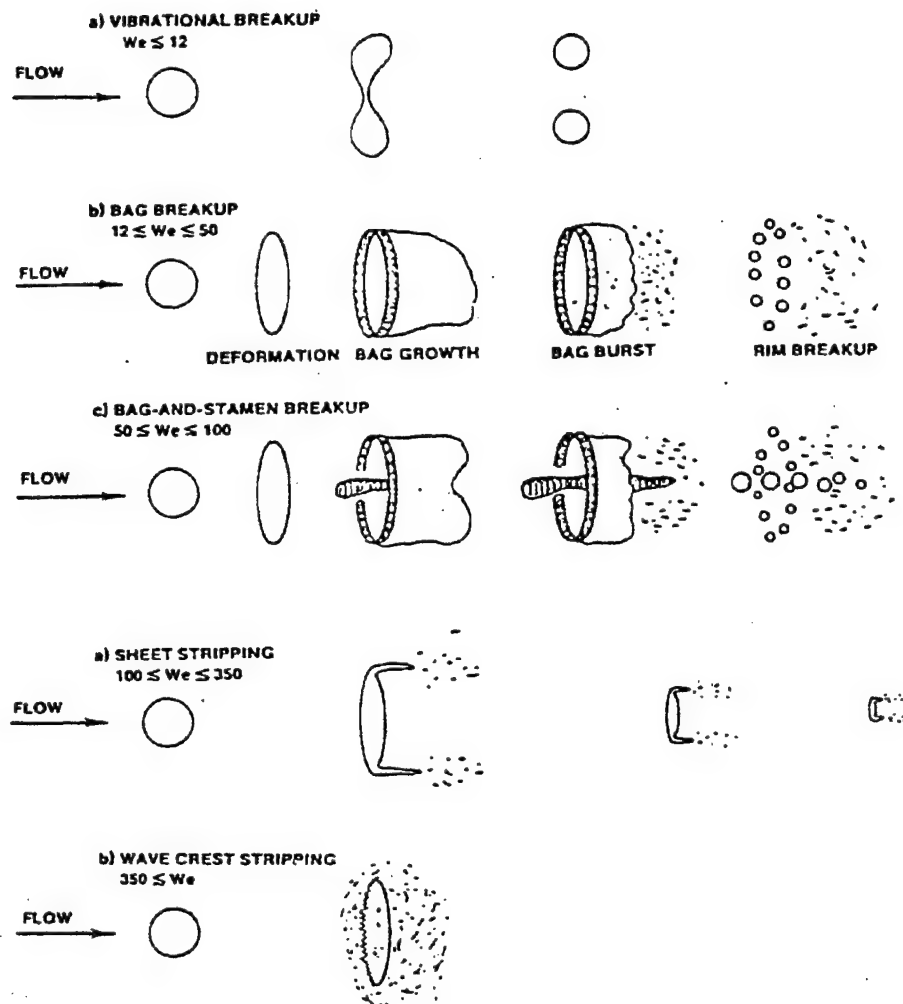 a) VIBRATIONAL BREAKUP
We ≤ 12
FLOW
b) BAG BREAKUP
12 ≤ We ≤ 50
FLOW
DEFORMATION BAG GROWTH BAG BURST RIM BREAKUP
c) BAG-AND-STAMEN BREAKUP
50 ≤ We ≤ 100
FLOW
a) SHEET STRIPPING
100 ≤ We ≤ 350
FLOW
b) WAVE CREST STRIPPING
350 ≤ We
FLOW